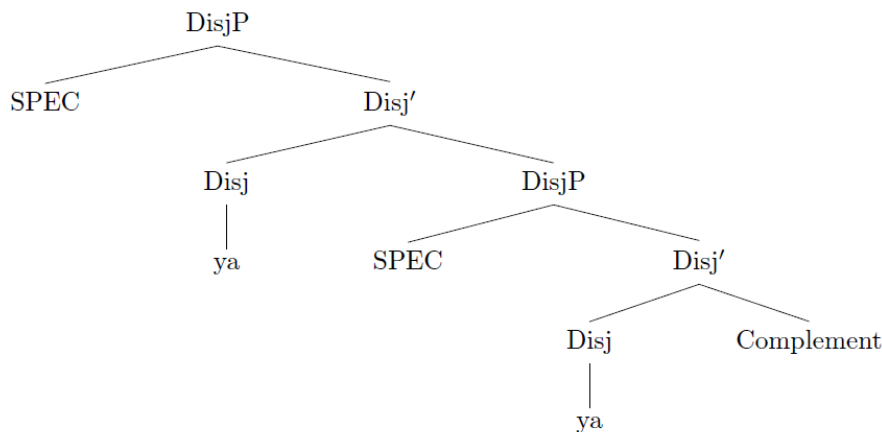 DisjP
SPEC Disj′
Disj DisjP
ya SPEC Disj′
Disj Complement
ya